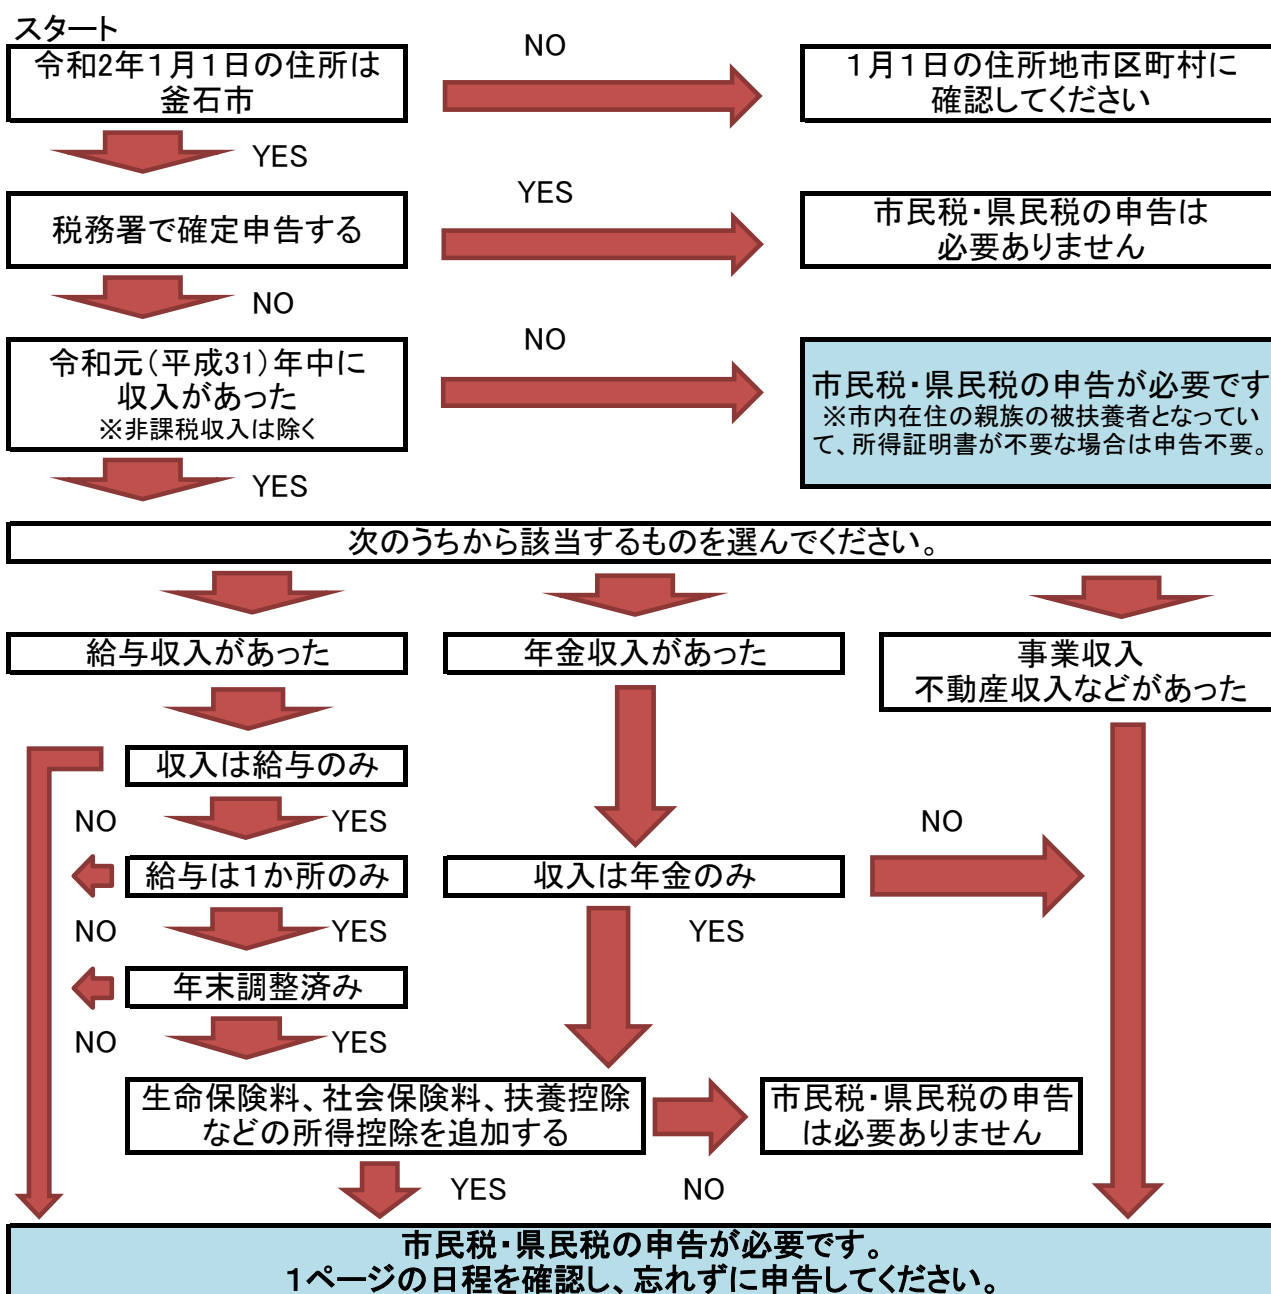 スタート
令和2年1月1日の住所は
釜石市
NO
1月1日の住所地市区町村に
確認してください
YES
税務署で確定申告する
YES
市民税・県民税の申告は
必要ありません
NO
令和元(平成31)年中に
収入があった
※非課税収入は除く
NO
市民税・県民税の申告が必要です
※市内在住の親族の被扶養者となってい
て、所得証明書が不要な場合は申告不要。
YES
次のうちから該当するものを選んでください。
給与収入があった
年金収入があった
事業収入
不動産収入などがあった
収入は給与のみ
NO
YES
NO
給与は1か所のみ
収入は年金のみ
NO
YES
YES
年末調整済み
NO
YES
生命保険料、社会保険料、扶養控除
などの所得控除を追加する
市民税・県民税の申告
は必要ありません
YES
NO
市民税・県民税の申告が必要です。
1ページの日程を確認し、忘れずに申告してください。